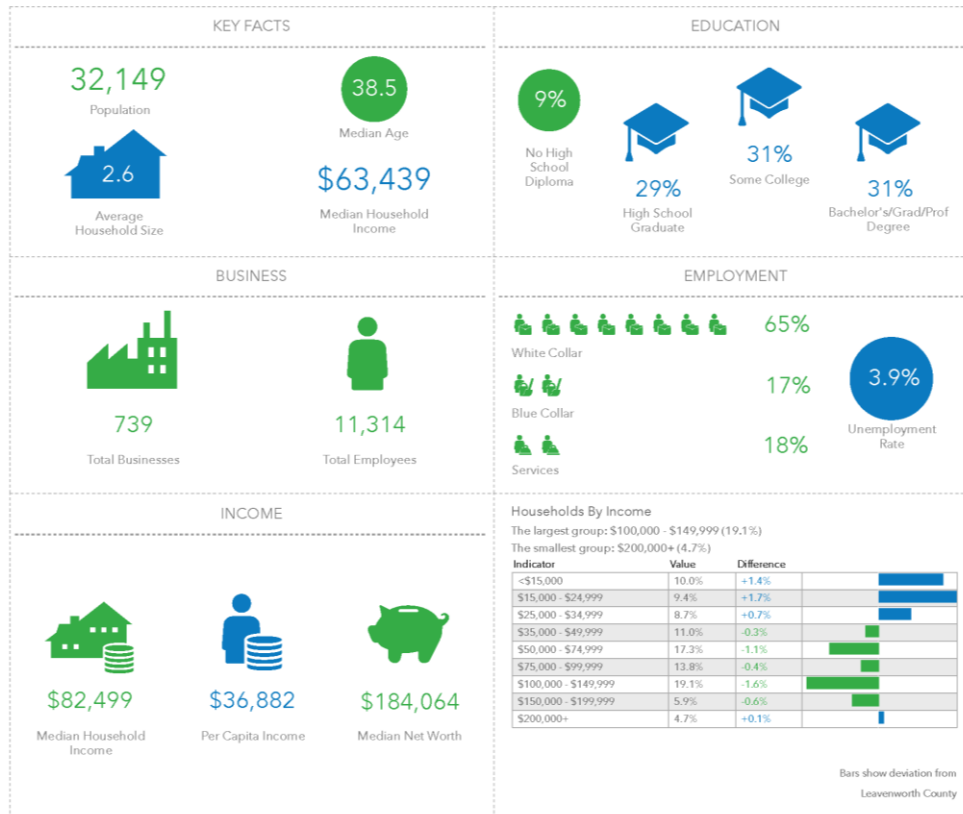 KEY FACTS
32,149
Population
38.5
Median Age
2.6
Average
Household Size
$63,439
Median Household
Income
EDUCATION
9%
No High
School
Diploma
29%
High School
Graduate
31%
Some College
31%
Bachelor's/Grad/Prof
Degree
BUSINESS
739
Total Businesses
11,314
Total Employees
EMPLOYMENT
65%
White Collar
17%
Blue Collar
18%
Services
3.9%
Unemployment
Rate
INCOME
$82,499
Median Household
Income
$36,882
Per Capita Income
$184,064
Median Net Worth
Households By Income
The largest group: $100,000 - $149,999 (19.1%)
The smallest group: $200,000+ (4.7%)
Indicator Value Difference
<$15,000 10.0% +1.4%
$15,000 - $24,999 9.4% +1.7%
$25,000 - $34,999 8.7% +0.7%
$35,000 - $49,999 11.0% -0.3%
$50,000 - $74,999 17.3% -1.1%
$75,000 - $99,999 13.8% -0.4%
$100,000 - $149,999 19.1% -1.6%
$150,000 - $199,999 5.9% -0.6%
$200,000+ 4.7% +0.1%
Bars show deviation from
Leavenworth County